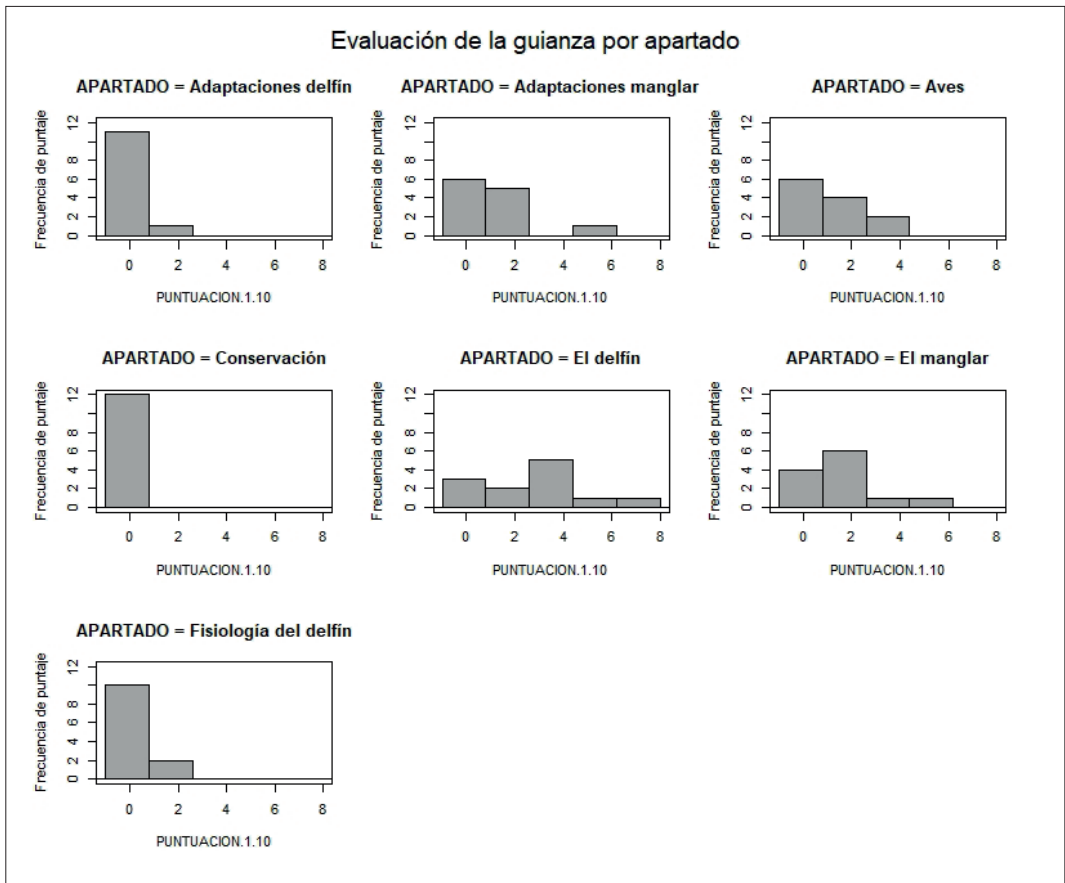 Evaluación de la guianza por apartado
APARTADO = Adaptaciones delfín
Frecuencia de puntaje
0 2 4 6 8 12
0 2 4 6 8
PUNTUACION.1.10
APARTADO = Adaptaciones manglar
Frecuencia de puntaje
0 2 4 6 8 12
0 2 4 6 8
PUNTUACION.1.10
APARTADO = Aves
Frecuencia de puntaje
0 2 4 6 8 12
0 2 4 6 8
PUNTUACION.1.10
APARTADO = Conservación
Frecuencia de puntaje
0 2 4 6 8 12
0 2 4 6 8
PUNTUACION.1.10
APARTADO = El delfín
Frecuencia de puntaje
0 2 4 6 8 12
0 2 4 6 8
PUNTUACION.1.10
APARTADO = El manglar
Frecuencia de puntaje
0 2 4 6 8 12
0 2 4 6 8
PUNTUACION.1.10
APARTADO = Fisiología del delfín
Frecuencia de puntaje
0 2 4 6 8 12
0 2 4 6 8
PUNTUACION.1.10